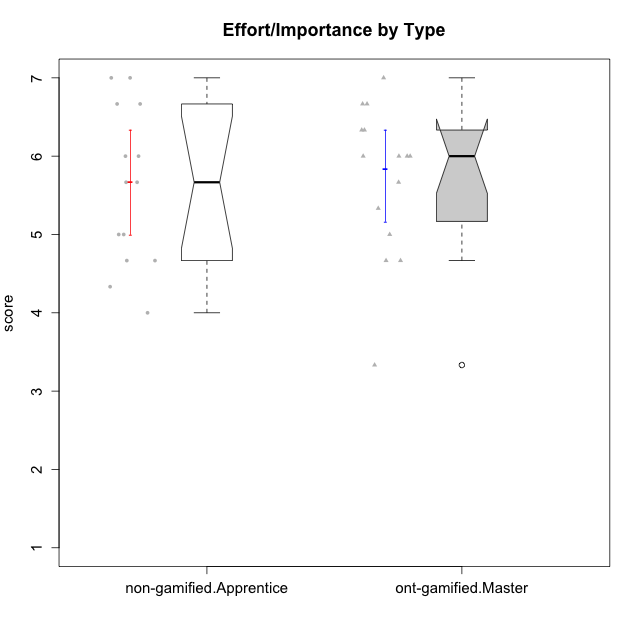 Effort/Importance by Type
score
7
6
5
4
3
2
1
non-gamified.Apprentice
ont-gamified.Master